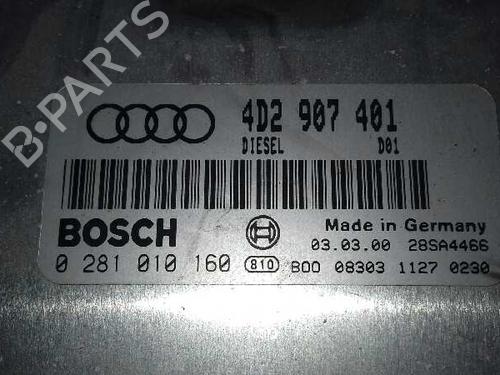 B-PARTS
4D2 907 401
DIESEL D01
BOSCH
Made in Germany
03.03.00 28SA4466
0 281 010 160 810 B00 08303 1127 0230